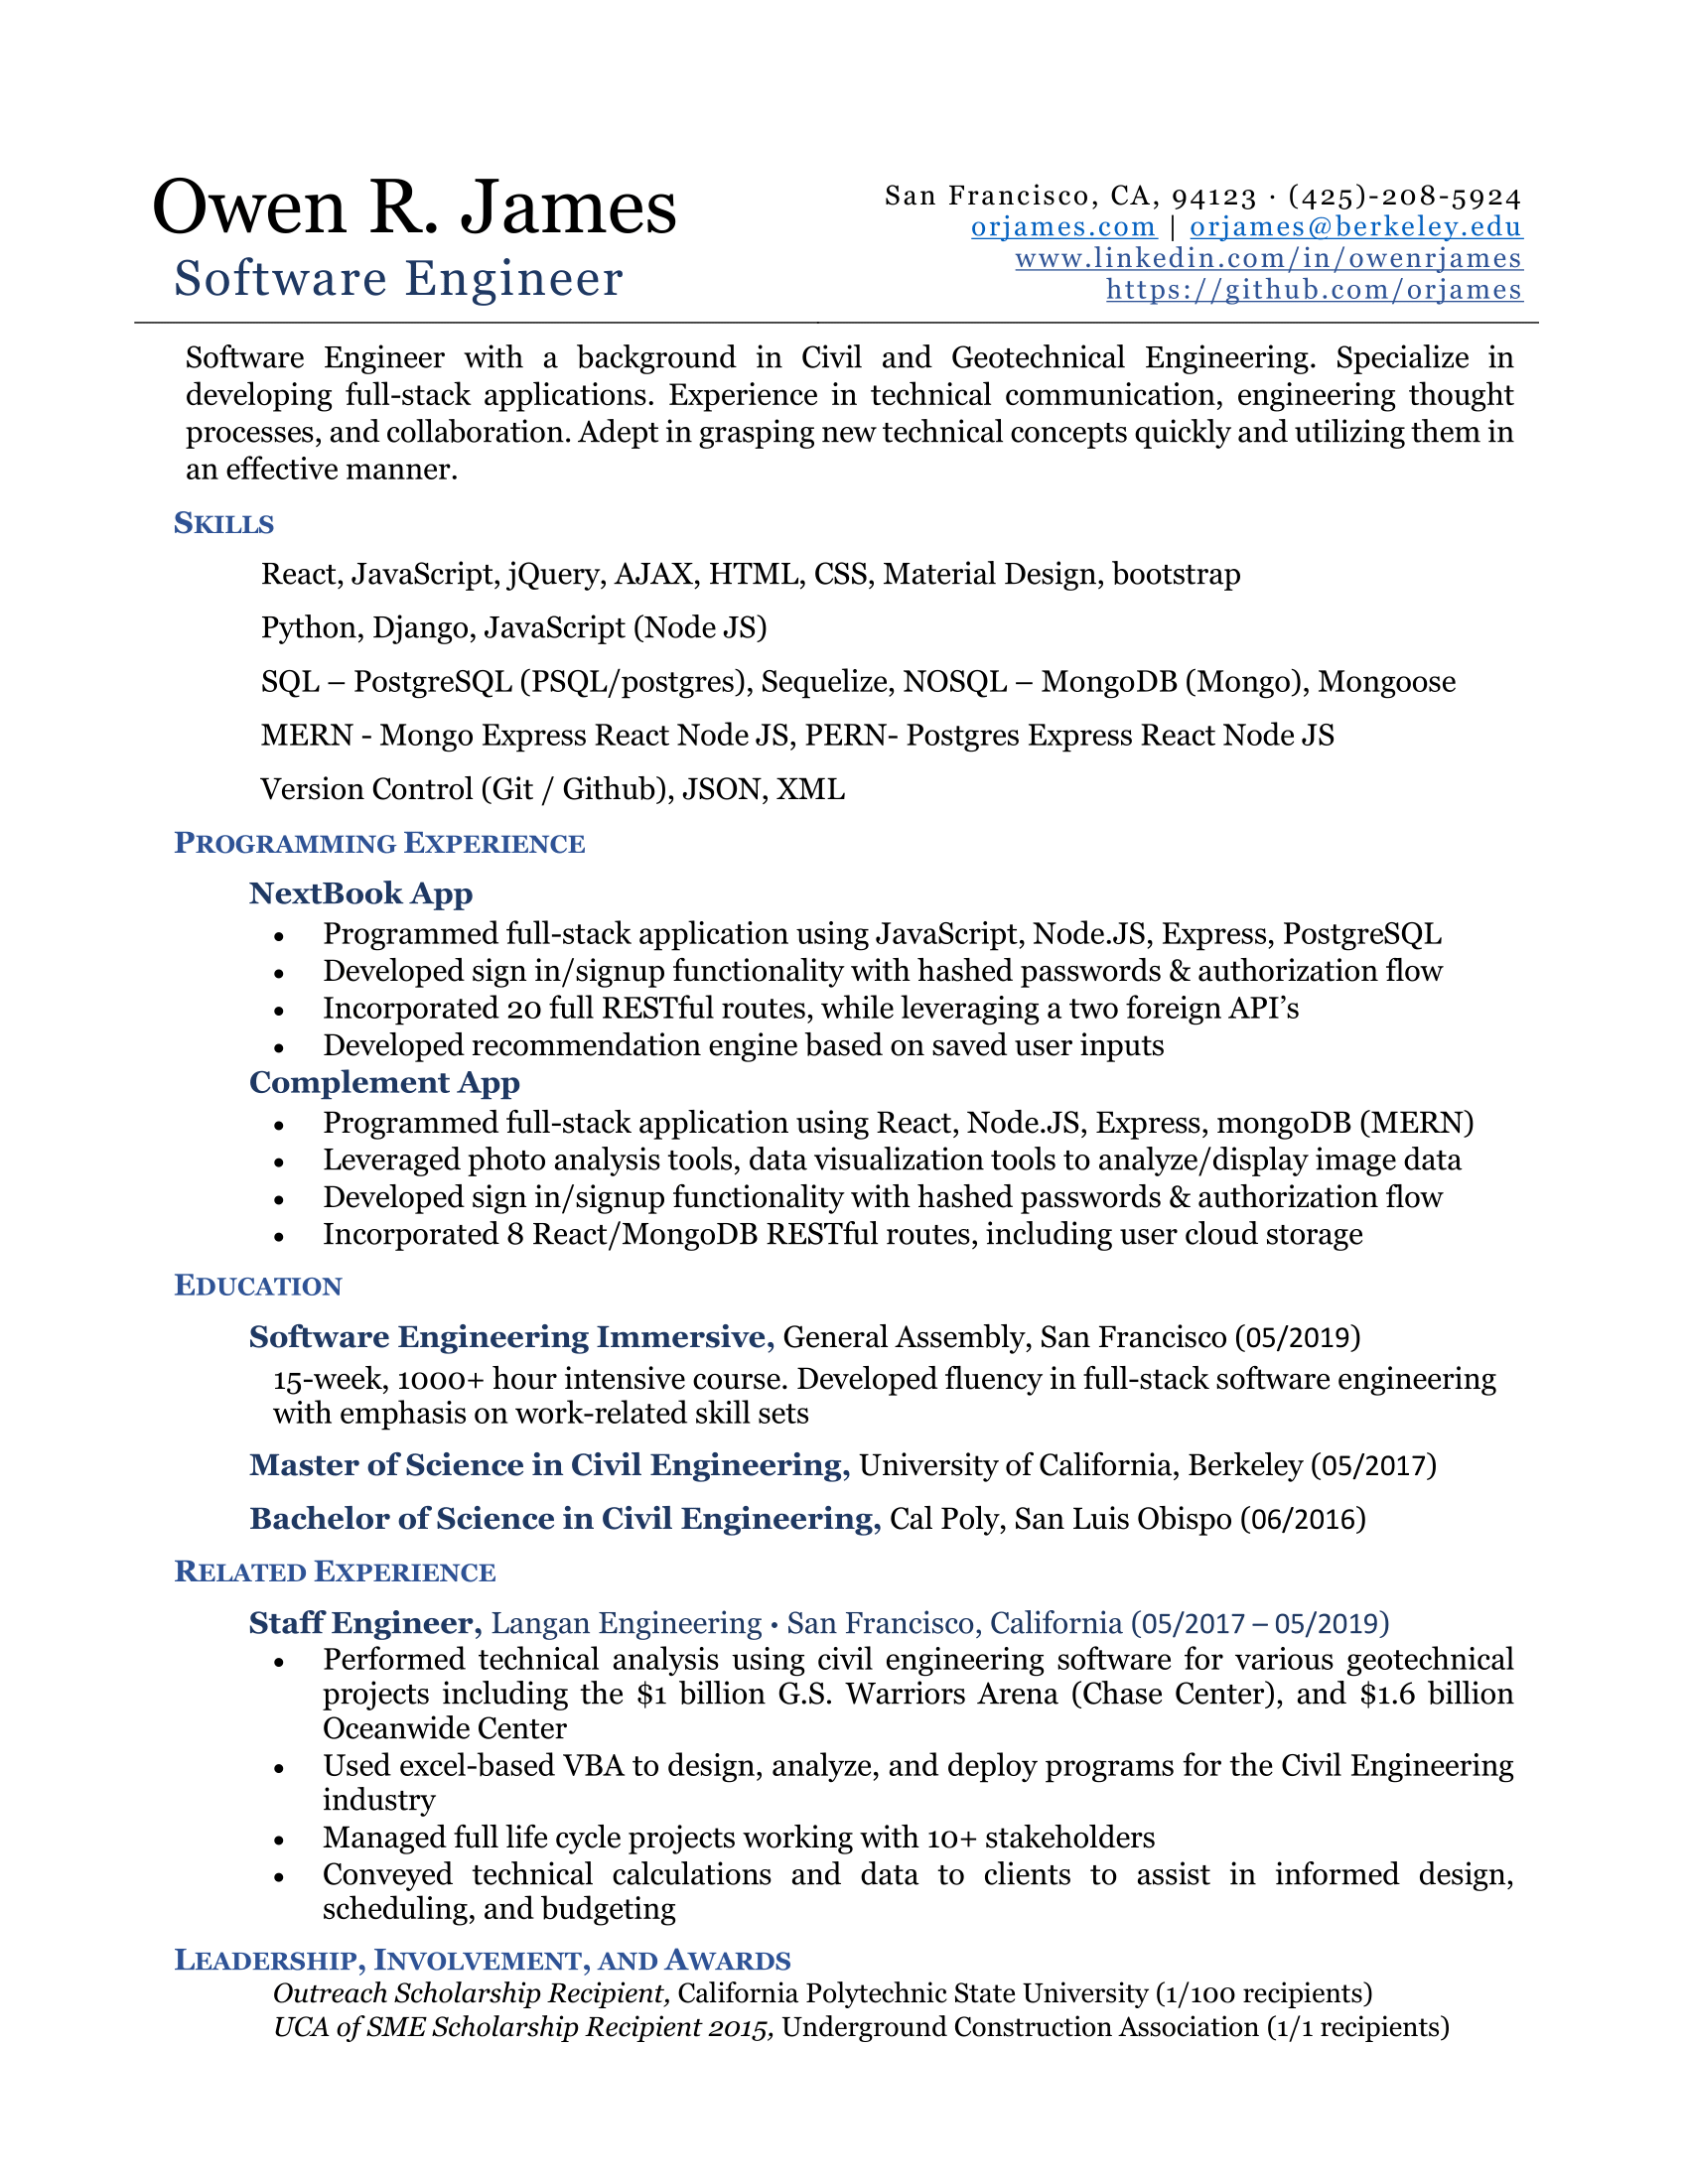 Owen R. James
Software Engineer
San Francisco, CA, 94123 · (425)-208-5924
orjames.com | orjames@berkeley.edu
www.linkedin.com/in/owenrjames
https://github.com/orjames
Software Engineer with a background in Civil and Geotechnical Engineering. Specialize in
developing full-stack applications. Experience in technical communication, engineering thought
processes, and collaboration. Adept in grasping new technical concepts quickly and utilizing them in
an effective manner.
SKILLS
React, JavaScript, jQuery, AJAX, HTML, CSS, Material Design, bootstrap
Python, Django, JavaScript (Node JS)
SQL – PostgreSQL (PSQL/postgres), Sequelize, NOSQL – MongoDB (Mongo), Mongoose
MERN - Mongo Express React Node JS, PERN- Postgres Express React Node JS
Version Control (Git / Github), JSON, XML
PROGRAMMING EXPERIENCE
NextBook App
• Programmed full-stack application using JavaScript, Node.JS, Express, PostgreSQL
• Developed sign in/signup functionality with hashed passwords & authorization flow
• Incorporated 20 full RESTful routes, while leveraging a two foreign API’s
• Developed recommendation engine based on saved user inputs
Complement App
• Programmed full-stack application using React, Node.JS, Express, mongoDB (MERN)
• Leveraged photo analysis tools, data visualization tools to analyze/display image data
• Developed sign in/signup functionality with hashed passwords & authorization flow
• Incorporated 8 React/MongoDB RESTful routes, including user cloud storage
EDUCATION
Software Engineering Immersive, General Assembly, San Francisco (05/2019)
15-week, 1000+ hour intensive course. Developed fluency in full-stack software engineering
with emphasis on work-related skill sets
Master of Science in Civil Engineering, University of California, Berkeley (05/2017)
Bachelor of Science in Civil Engineering, Cal Poly, San Luis Obispo (06/2016)
RELATED EXPERIENCE
Staff Engineer, Langan Engineering · San Francisco, California (05/2017 – 05/2019)
• Performed technical analysis using civil engineering software for various geotechnical
projects including the $1 billion G.S. Warriors Arena (Chase Center), and $1.6 billion
Oceanwide Center
• Used excel-based VBA to design, analyze, and deploy programs for the Civil Engineering
industry
• Managed full life cycle projects working with 10+ stakeholders
• Conveyed technical calculations and data to clients to assist in informed design,
scheduling, and budgeting
LEADERSHIP, INVOLVEMENT, AND AWARDS
Outreach Scholarship Recipient, California Polytechnic State University (1/100 recipients)
UCA of SME Scholarship Recipient 2015, Underground Construction Association (1/1 recipients)